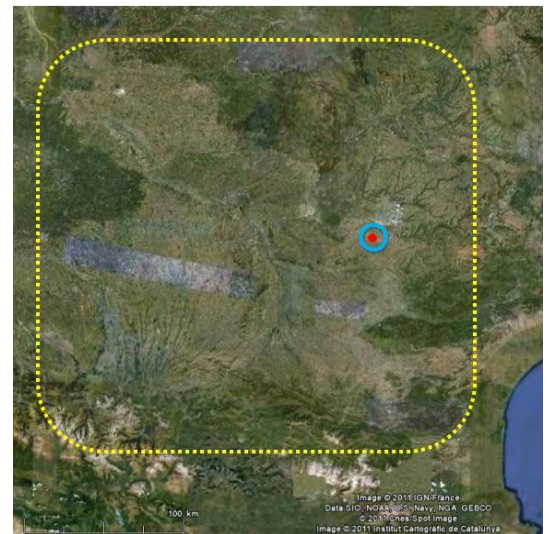 100 km
Image © 2011 IGN-France
Data SIO, NOAA, U.S. Navy, NGA, GEBCO
© 2011 Cnes/Spot Image
Image © 2011 Institut Cartogràfic de Catalunya